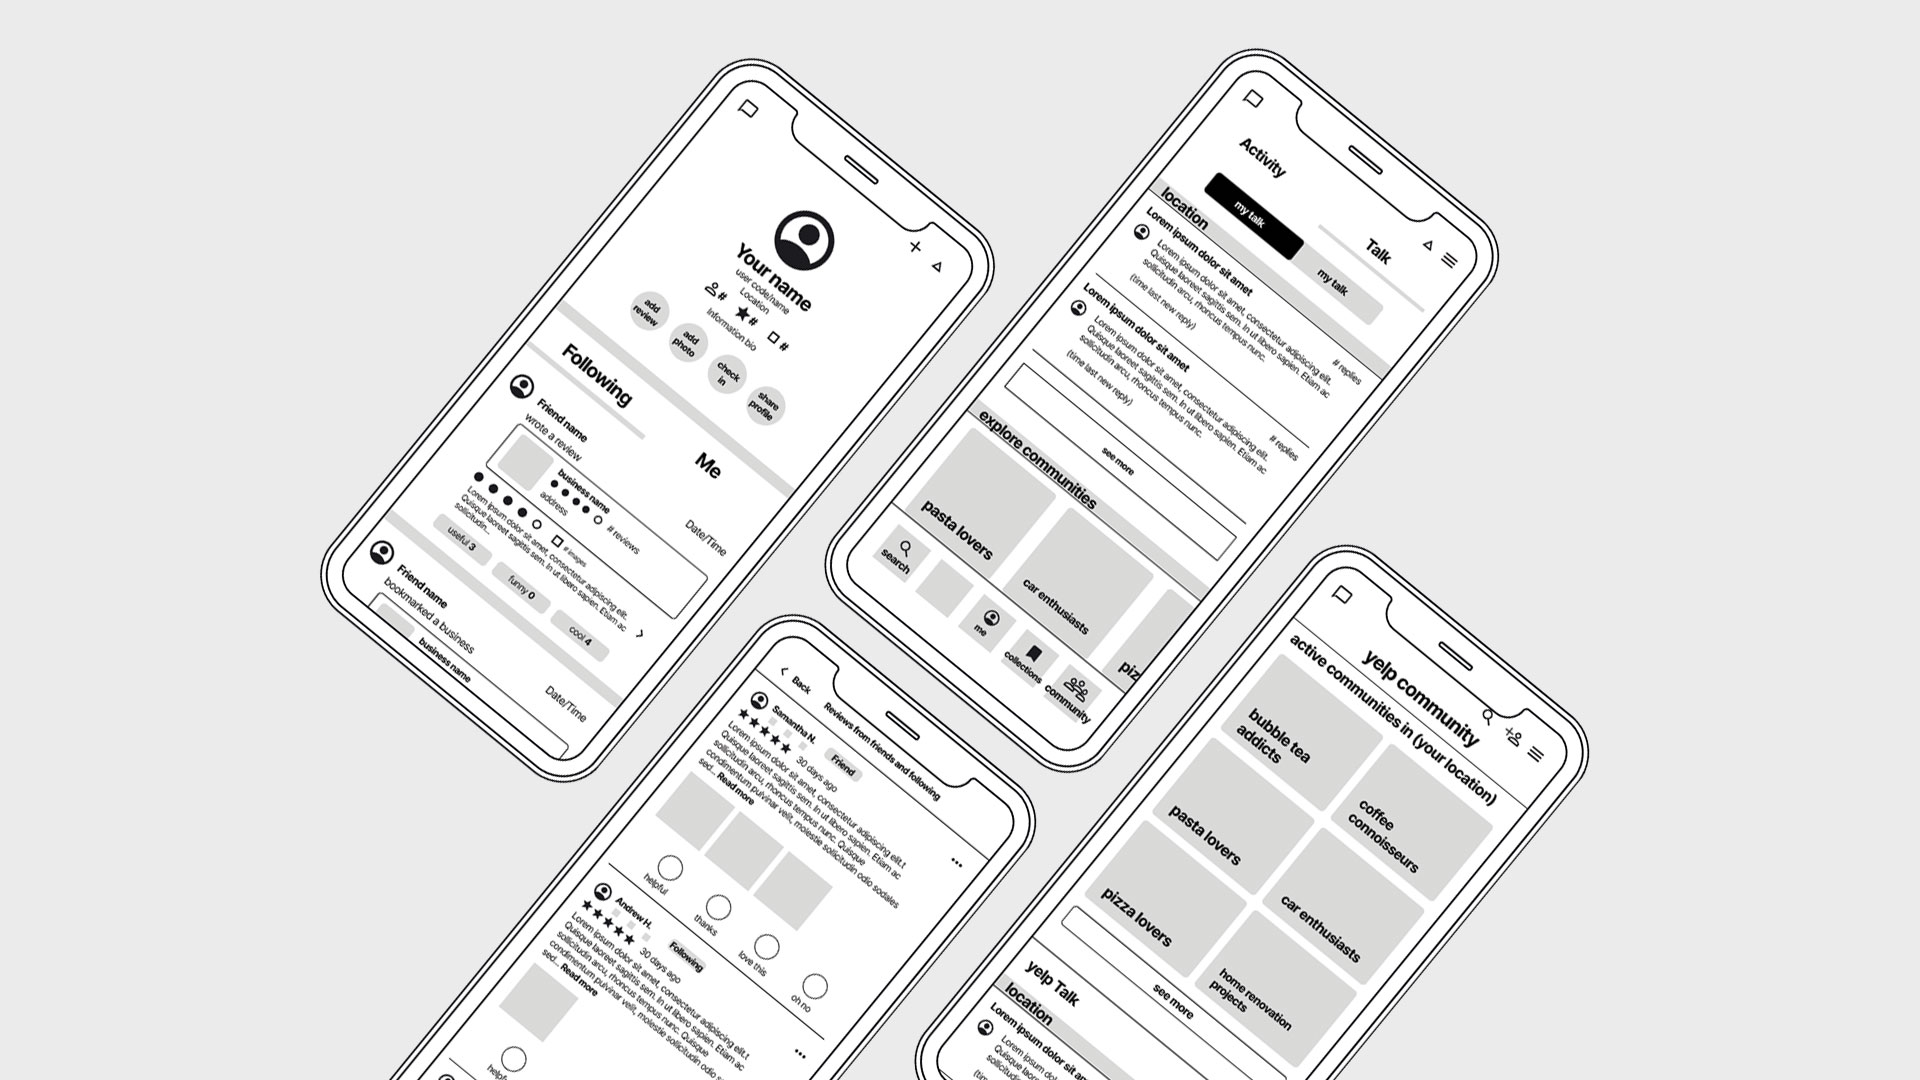 Your name
user code/name
Location
#
#
#
Information bio
add
review
add
photo
check
in
share
profile
Following
Me
Friend name
wrote a review
Date/Time
business name
address
# reviews
Lorem ipsum dolor sit amet, consectetur adipiscing elit.
Quisque laoreet sagittis sem. In ut libero sapien. Etiam ac
sollicitudin...
# images
useful 3
funny 0
cool 4
Friend name
bookmarked a business
Date/Time
business name
Activity
Talk
my talk
my talk
location
Lorem ipsum dolor sit amet
Lorem ipsum dolor sit amet, consectetur adipiscing elit.
Quisque laoreet sagittis sem. In ut libero sapien. Etiam ac
sollicitudin arcu, rhoncus tempus nunc.
(time last new reply)
# replies
Lorem ipsum dolor sit amet
Lorem ipsum dolor sit amet, consectetur adipiscing elit.
Quisque laoreet sagittis sem. In ut libero sapien. Etiam ac
sollicitudin arcu, rhoncus tempus nunc.
(time last new reply)
# replies
see more
explore communities
pasta lovers
car enthusiasts
piz
search
me
collections
community
Back
Reviews from friends and following
Samantha N.
Friend
30 days ago
Lorem ipsum dolor sit amet, consectetur adipiscing elit.t
Quisque laoreet sagittis sem. In ut libero sapien. Etiam ac
sollicitudin arcu, rhoncus tempus nunc. Quisque
condimentum pulvinar velit, molestie sollicitudin odio sodales
sed... Read more
helpful
thanks
love this
oh no
Andrew H.
Following
30 days ago
Lorem ipsum dolor sit amet, consectetur adipiscing elit.t
Quisque laoreet sagittis sem. In ut libero sapien. Etiam ac
sollicitudin arcu, rhoncus tempus nunc. Quisque
condimentum pulvinar velit, molestie sollicitudin odio sodales
sed... Read more
yelp community
active communities in (your location)
bubble tea
addicts
coffee
connoisseurs
pasta lovers
car enthusiasts
pizza lovers
home renovation
projects
see more
yelp Talk
location
Lorem ipsum dolor sit amet